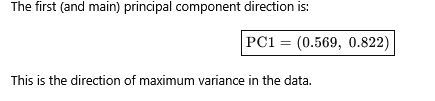 The first (and main) principal component direction is:
PC1 = (0.569, 0.822)
This is the direction of maximum variance in the data.